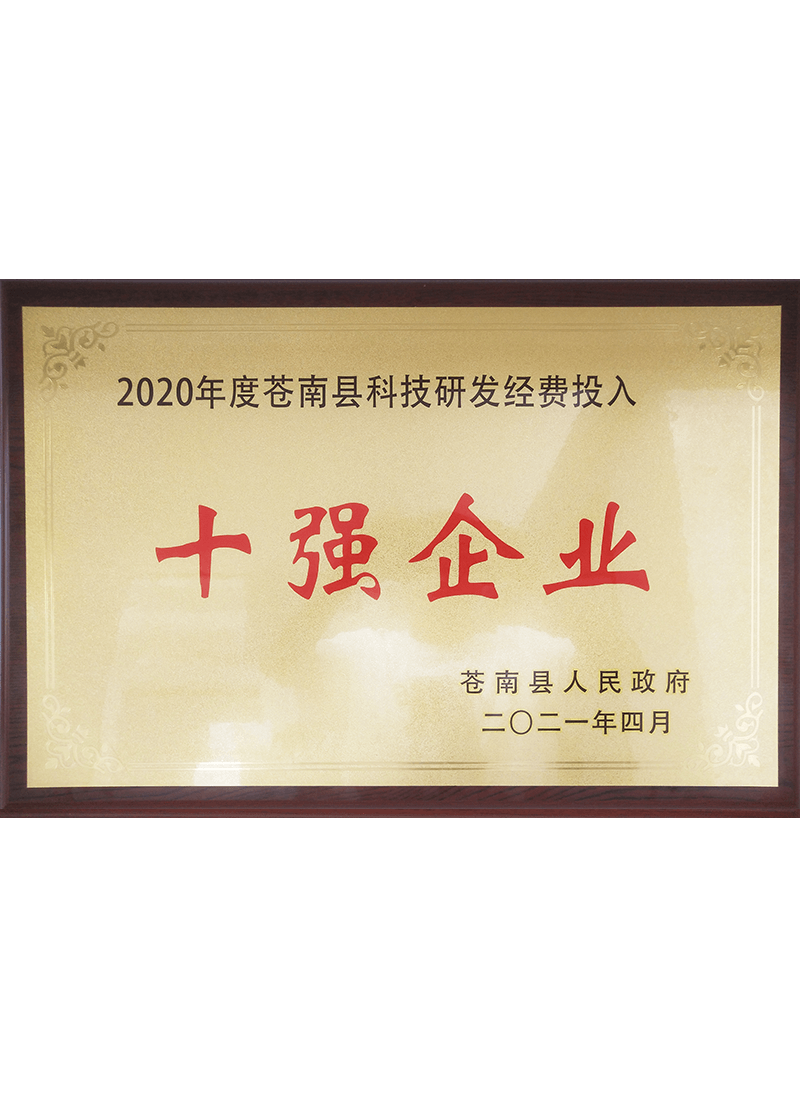 2020年度苍南县科技研发经费投入
十强企业
苍南县人民政府
二〇二一年四月